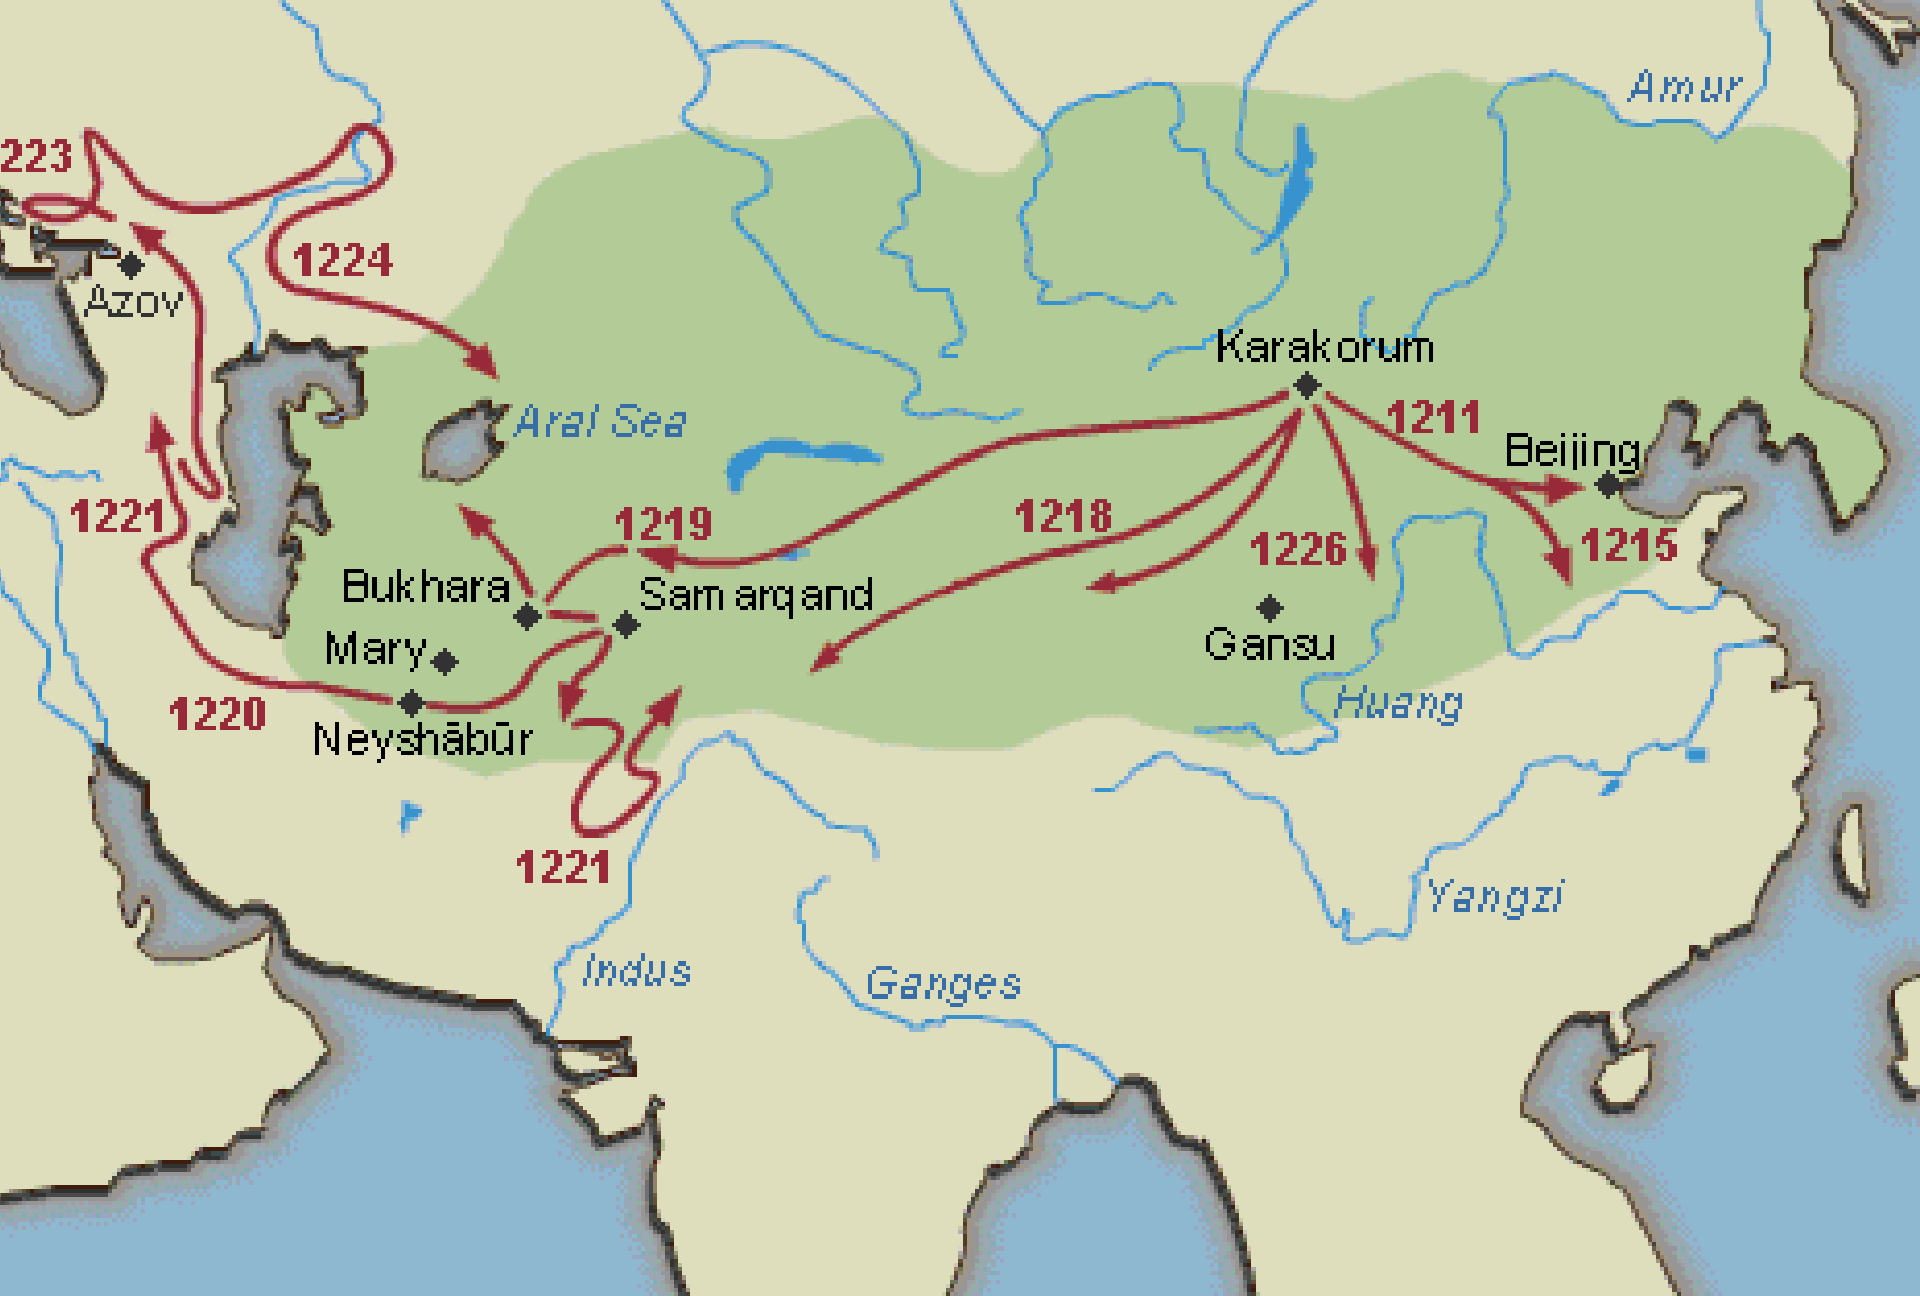 Amur
223
1224
Azov
Karakorum
Aral Sea
1211
Beijing
1221
1219
1218
1226
1215
Bukhara
Samarqand
Mary
Gansu
1220
Neyshābūr
Huang
1221
Yangzi
Indus
Ganges